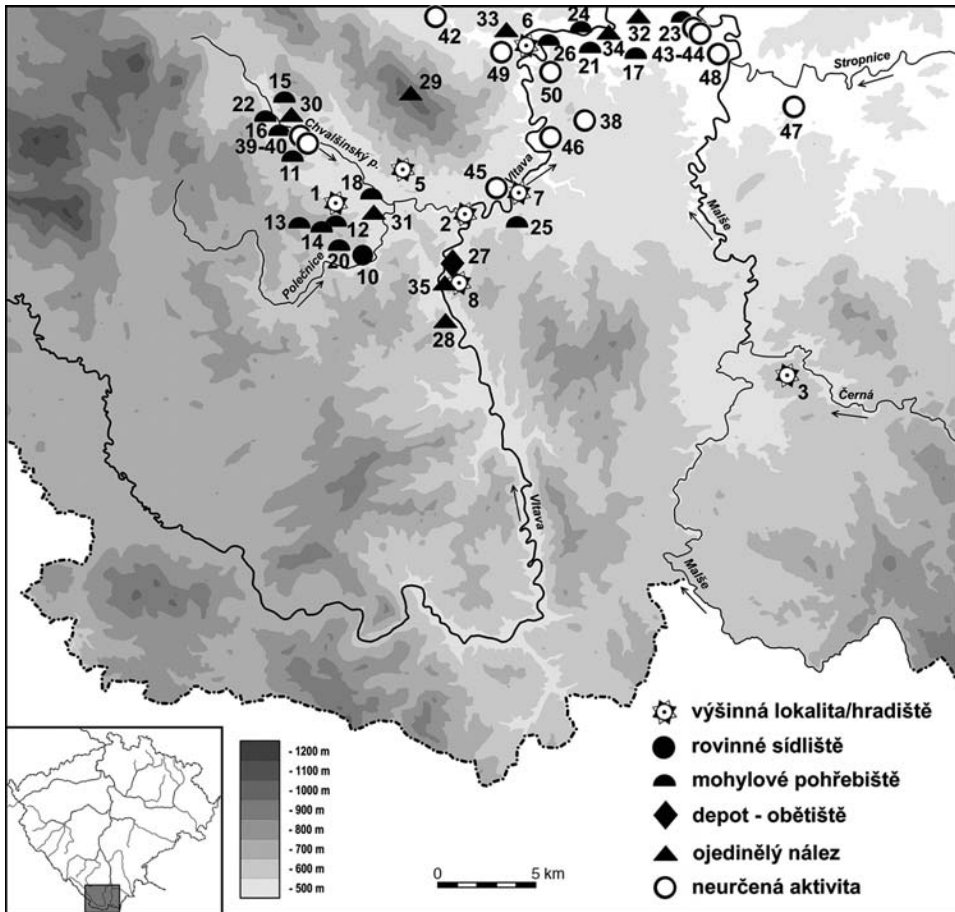 42
33
6
24
32
34
26
21
17
23
43-44
48
49
50
Stropnice
47
29
15
22
30
16
39-40
11
Chvalšinský p.
38
46
45
Vltava
7
5
18
1
13
14
12
31
2
25
20
10
Polečnice
27
35
8
28
Malše
3
Černá
Vltava
Malše
výšinná lokalita/hradiště
rovinné sídliště
mohylové pohřebiště
depot - obětiště
ojedinělý nález
neurčená aktivita
- 1200 m
- 1100 m
- 1000 m
- 900 m
- 800 m
- 700 m
- 600 m
- 500 m
0
5 km